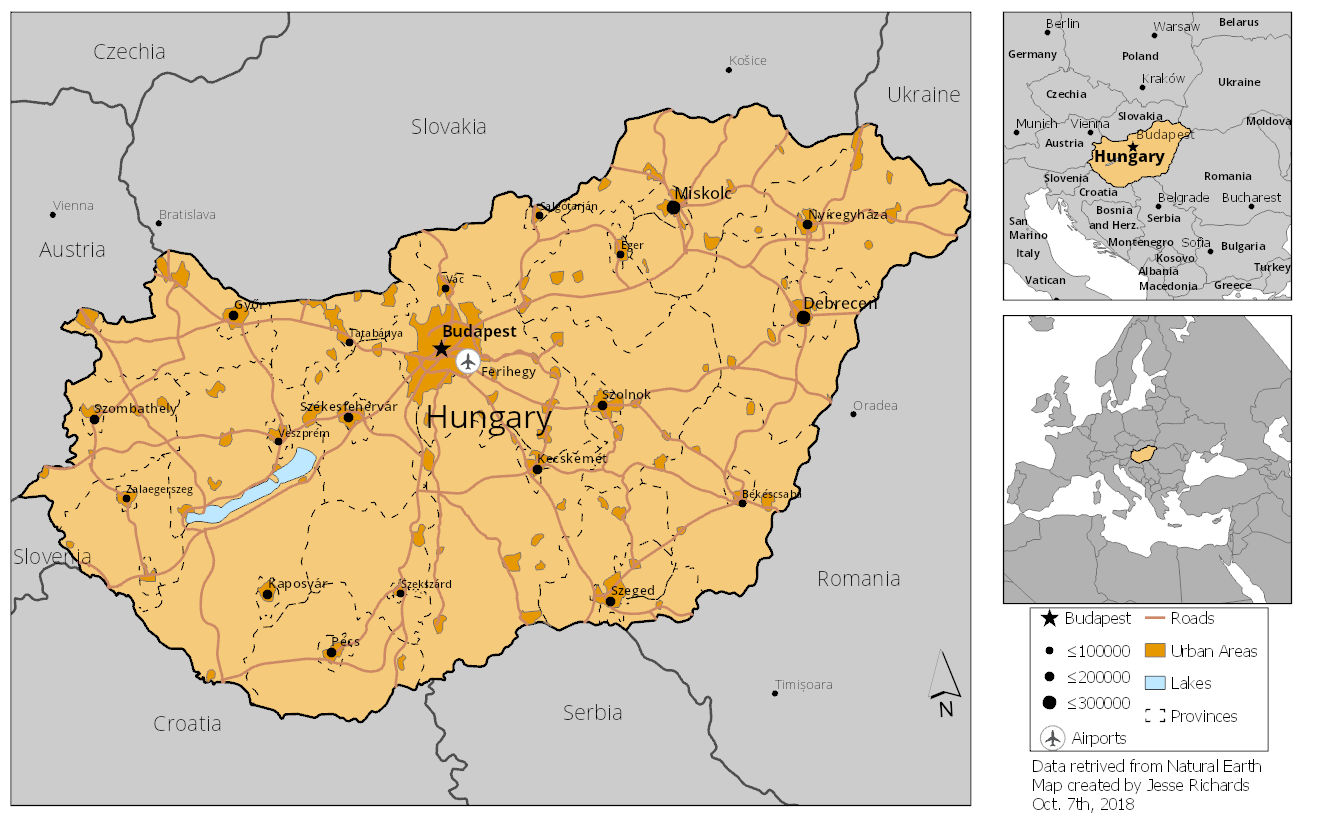 Czechia
Košice
Ukraine
Slovakia
Miskolc
Vienna
Bratislava
Salgótarján
Nyíregyháza
Austria
Eger
Vác
Győr
Debrecen
Tatabánya
Budapest
Ferihegy
Szombathely
Székesfehérvár
Szolnok
Oradea
Hungary
Veszprém
Kecskemét
Zalaegerszeg
Békéscsaba
Slovenia
Kaposvár
Szekszárd
Szeged
Romania
Pécs
Timișoara
Croatia
Serbia
N
Berlin
Warsaw
Belarus
Germany
Poland
Kraków
Ukraine
Czechia
Slovakia
Munich
Vienna
Moldova
Budapest
Austria
Hungary
Slovenia
Romania
Croatia
Belgrade
Bucharest
Bosnia
and Herz.
Serbia
San
Marino
Montenegro
Sofia
Bulgaria
Italy
Kosovo
Albania
Turkey
Vatican
Macedonia
Greece
Budapest
Roads
≤100000
Urban Areas
≤200000
Lakes
≤300000
Provinces
Airports
Data retrived from Natural Earth
Map created by Jesse Richards
Oct. 7th, 2018